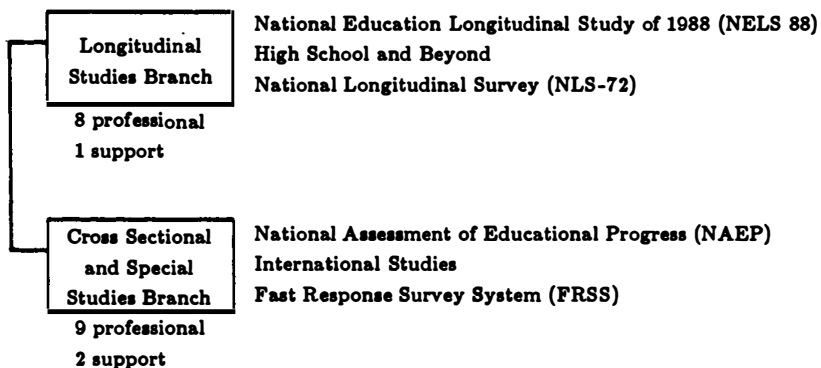 Longitudinal
Studies Branch
8 professional
1 support
National Education Longitudinal Study of 1988 (NELS 88)
High School and Beyond
National Longitudinal Survey (NLS-72)
Cross Sectional
and Special
Studies Branch
9 professional
2 support
National Assessment of Educational Progress (NAEP)
International Studies
Fast Response Survey System (FRSS)